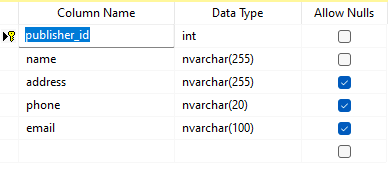 Column Name Data Type Allow Nulls
publisher_id int
name nvarchar(255)
address nvarchar(255)
phone nvarchar(20)
email nvarchar(100)